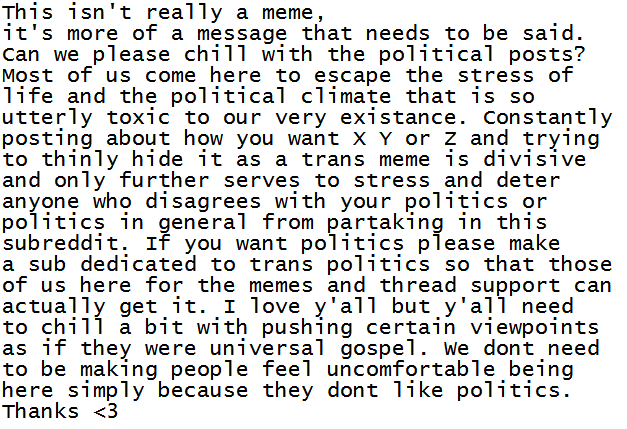 This isn't really a meme,
it's more of a message that needs to be said.
Can we please chill with the political posts?
Most of us come here to escape the stress of
life and the political climate that is so
utterly toxic to our very existance. Constantly
posting about how you want X Y or Z and trying
to thinly hide it as a trans meme is divisive
and only further serves to stress and deter
anyone who disagrees with your politics or
politics in general from partaking in this
subreddit. If you want politics please make
a sub dedicated to trans politics so that those
of us here for the memes and thread support can
actually get it. I love y'all but y'all need
to chill a bit with pushing certain viewpoints
as if they were universal gospel. We dont need
to be making people feel uncomfortable being
here simply because they dont like politics.
Thanks <3